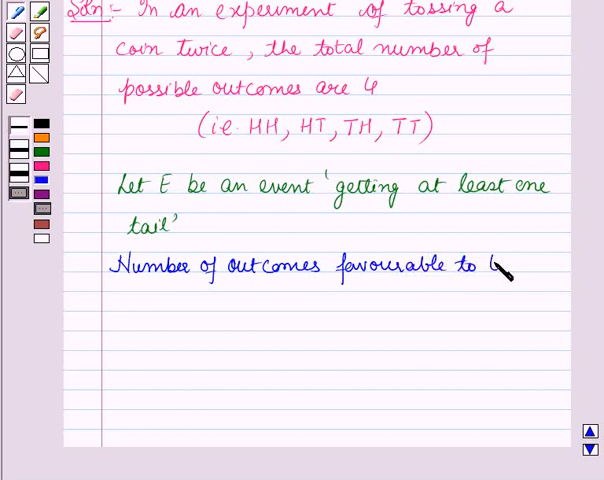 Soln :- In an experiment of tossing a
coin twice, the total number of
possible outcomes are 4
(i.e. HH, HT, TH, TT)
Let E be an event 'getting at least one
tail'
Number of outcomes favourable to